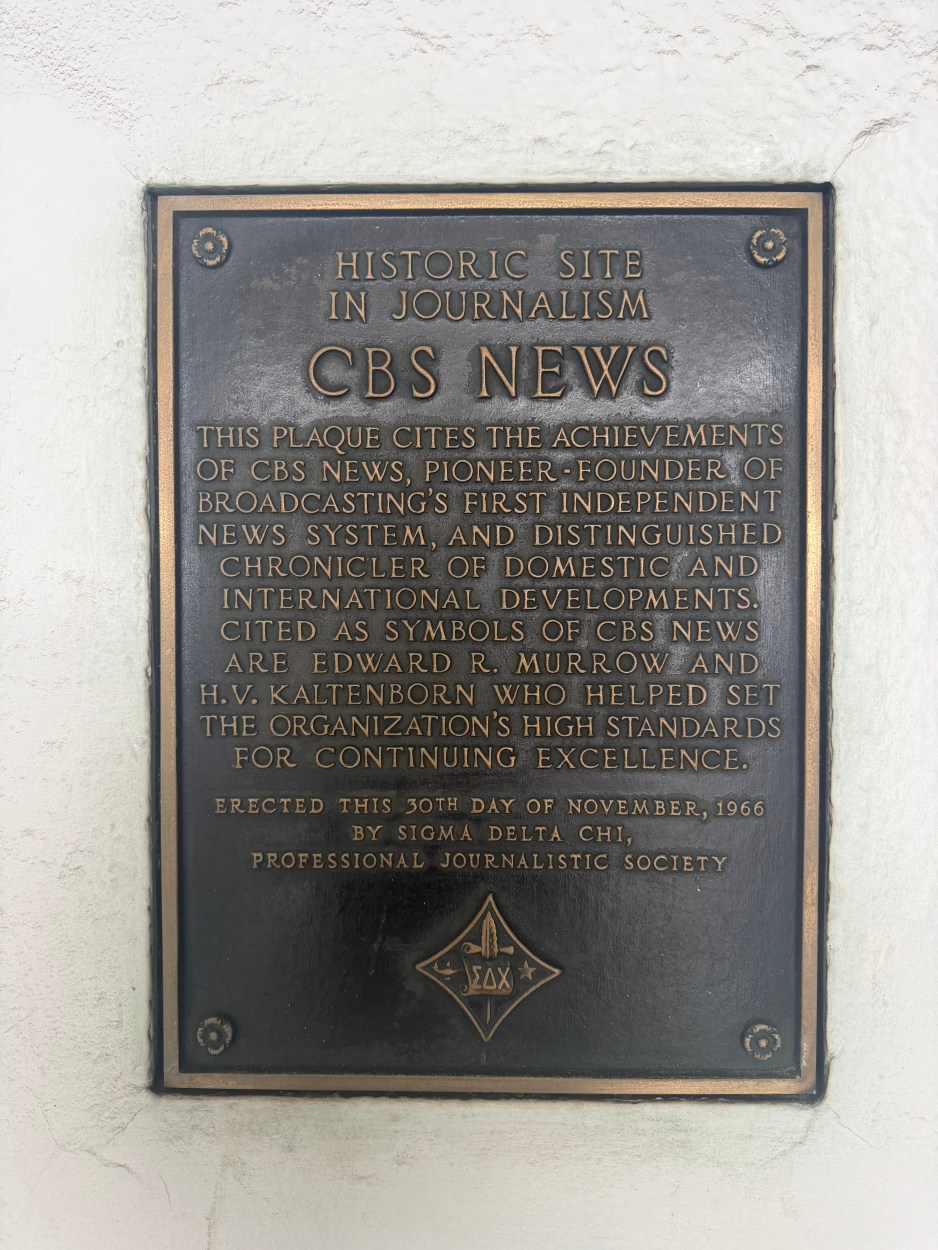 HISTORIC SITE
IN JOURNALISM
CBS NEWS
THIS PLAQUE CITES THE ACHIEVEMENTS
OF CBS NEWS, PIONEER-FOUNDER OF
BROADCASTING'S FIRST INDEPENDENT
NEWS SYSTEM, AND DISTINGUISHED
CHRONICLER OF DOMESTIC AND
INTERNATIONAL DEVELOPMENTS.
CITED AS SYMBOLS OF CBS NEWS
ARE EDWARD R. MURROW AND
H.V. KALTENBORN WHO HELPED SET
THE ORGANIZATION'S HIGH STANDARDS
FOR CONTINUING EXCELLENCE.
ERECTED THIS 30TH DAY OF NOVEMBER, 1966
BY SIGMA DELTA CHI,
PROFESSIONAL JOURNALISTIC SOCIETY
ΣΔΧ